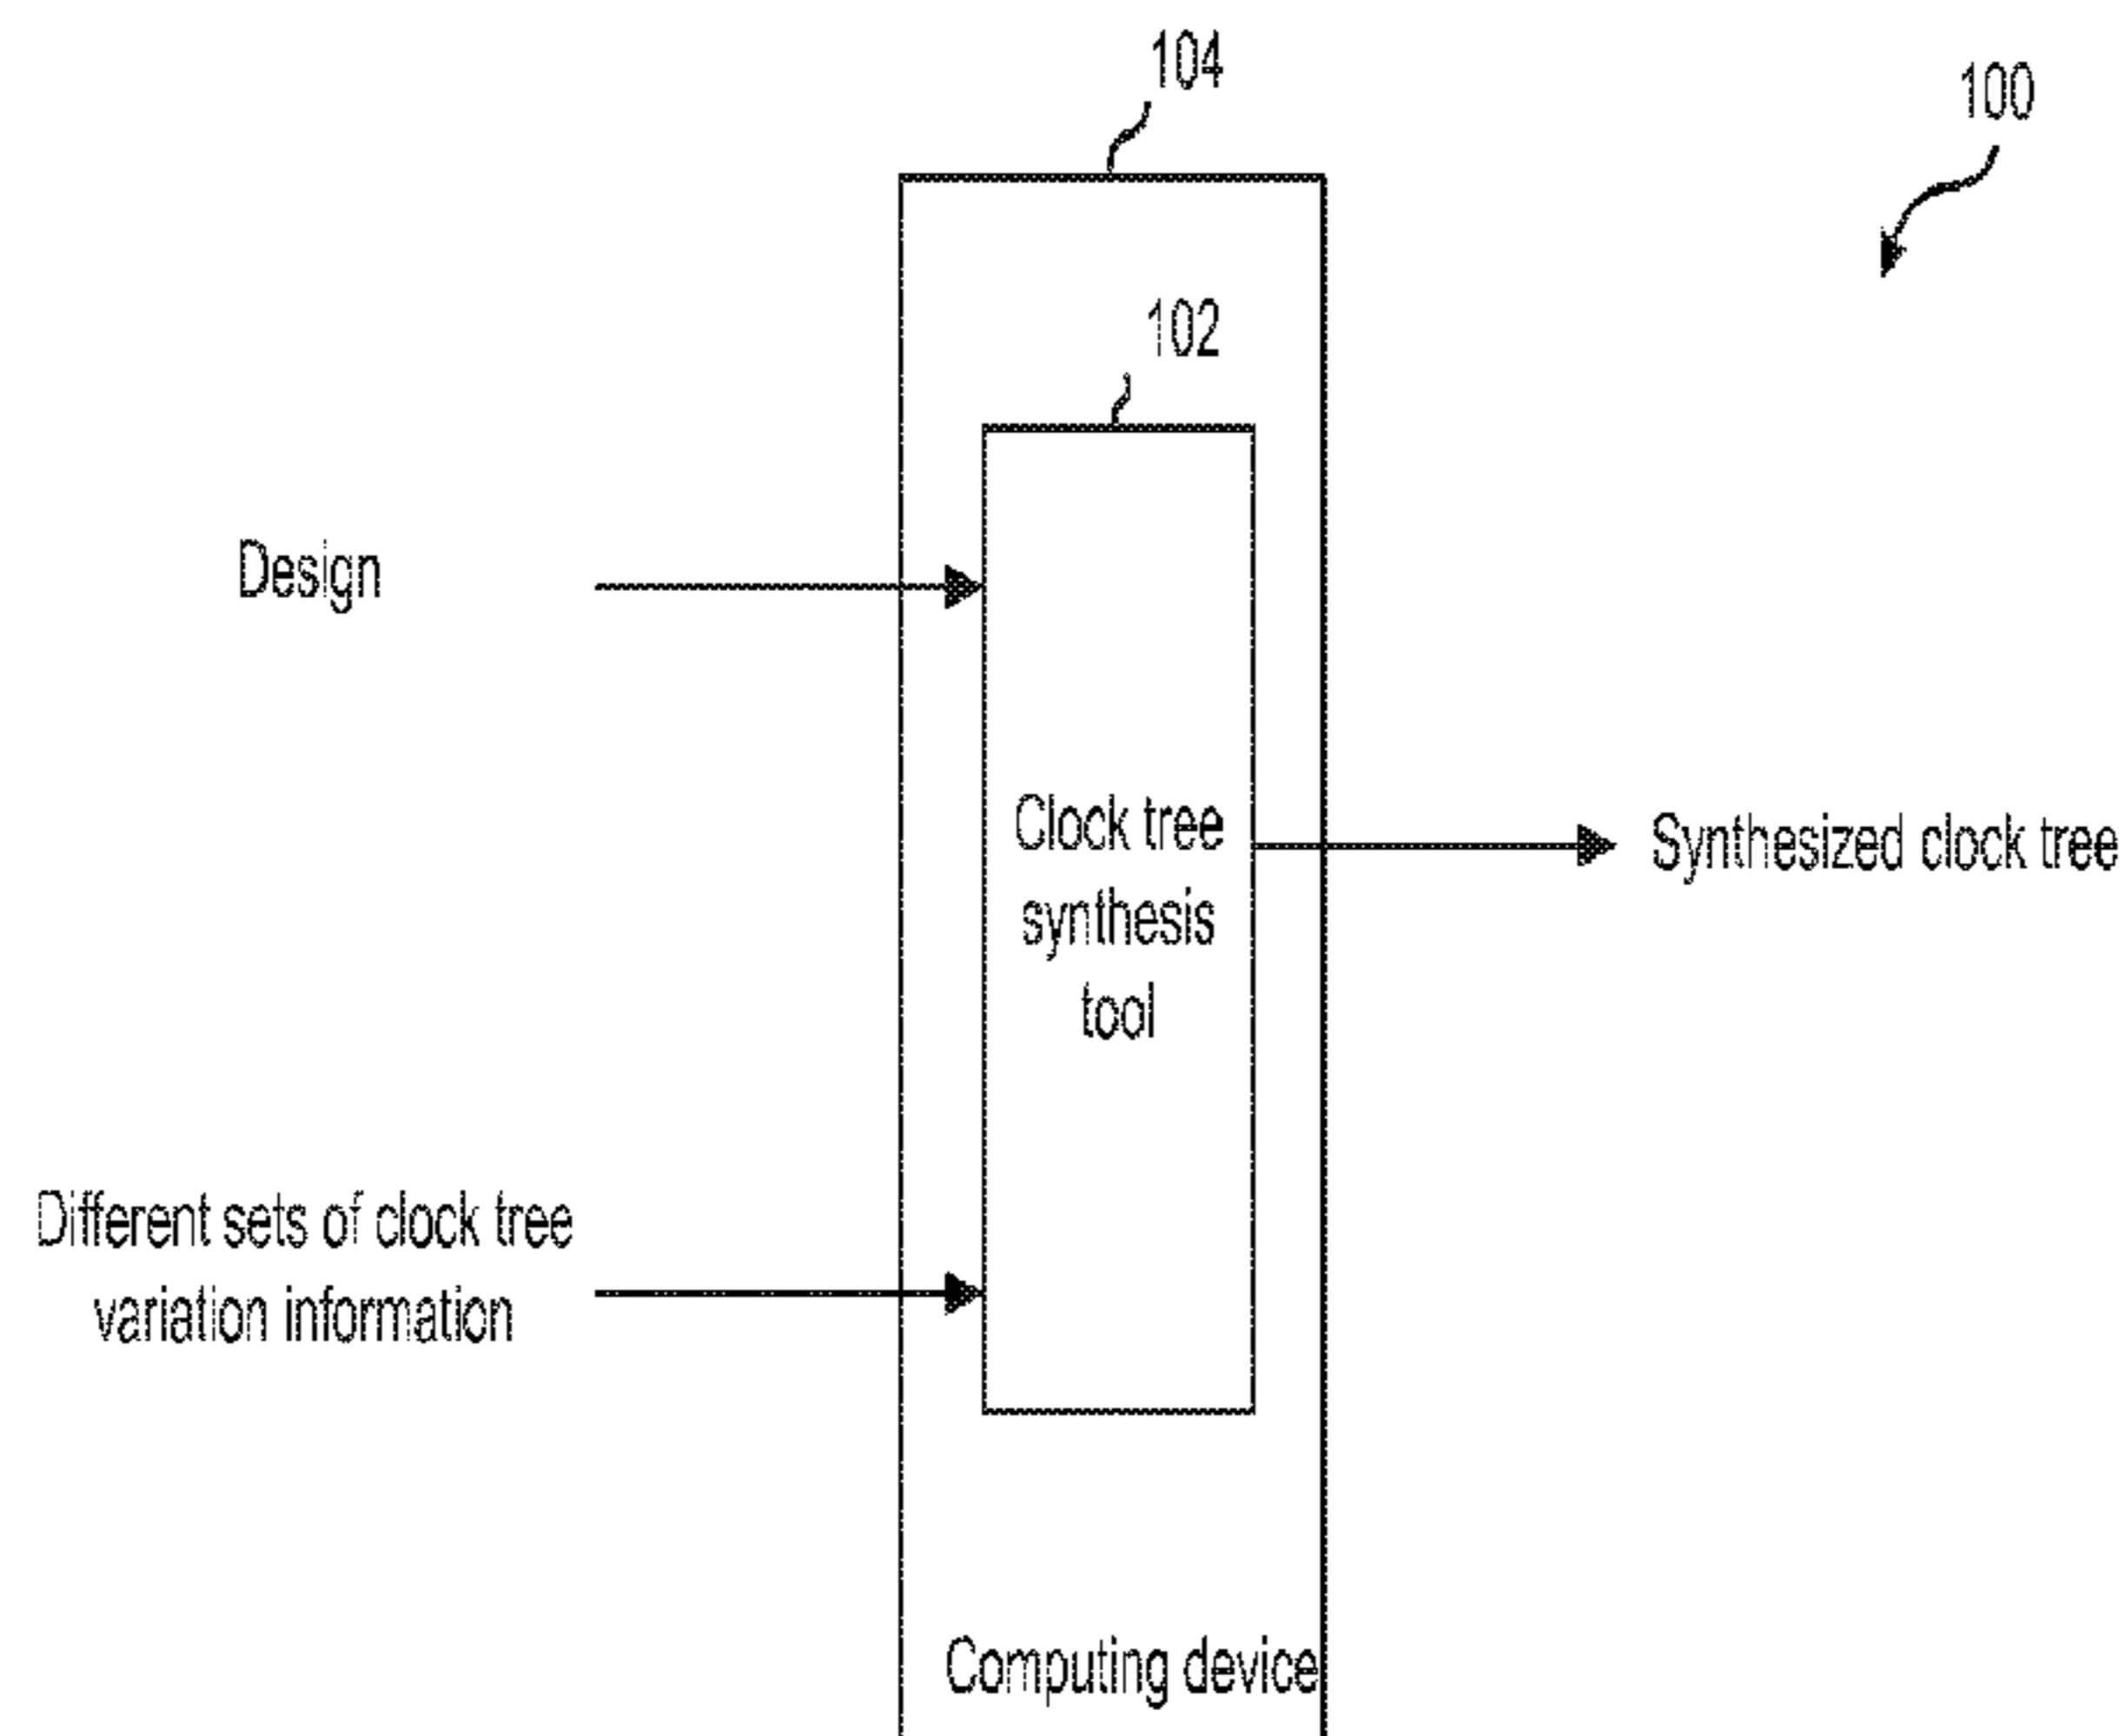 104
100
102
Design
Clock tree
synthesis
tool
Synthesized clock tree
Different sets of clock tree
variation information
Computing device